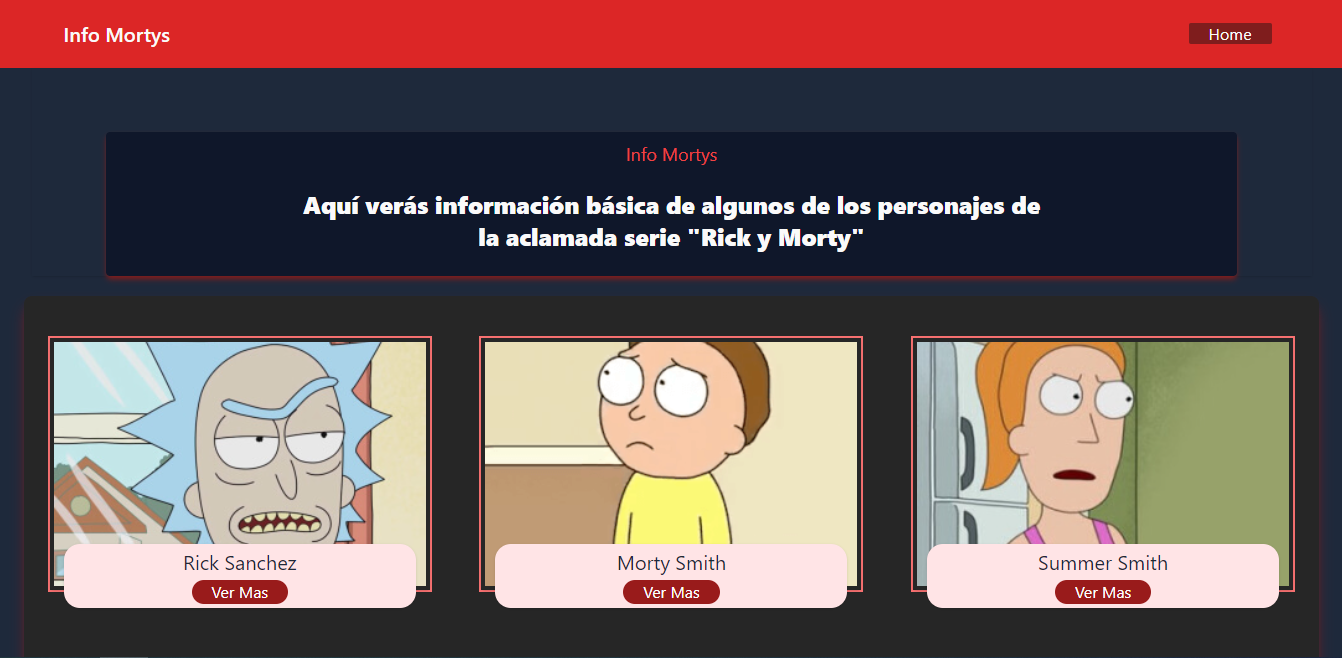 Info Mortys
Home
Info Mortys
Aquí verás información básica de algunos de los personajes de
la aclamada serie "Rick y Morty"
Rick Sanchez
Ver Mas
Morty Smith
Ver Mas
Summer Smith
Ver Mas